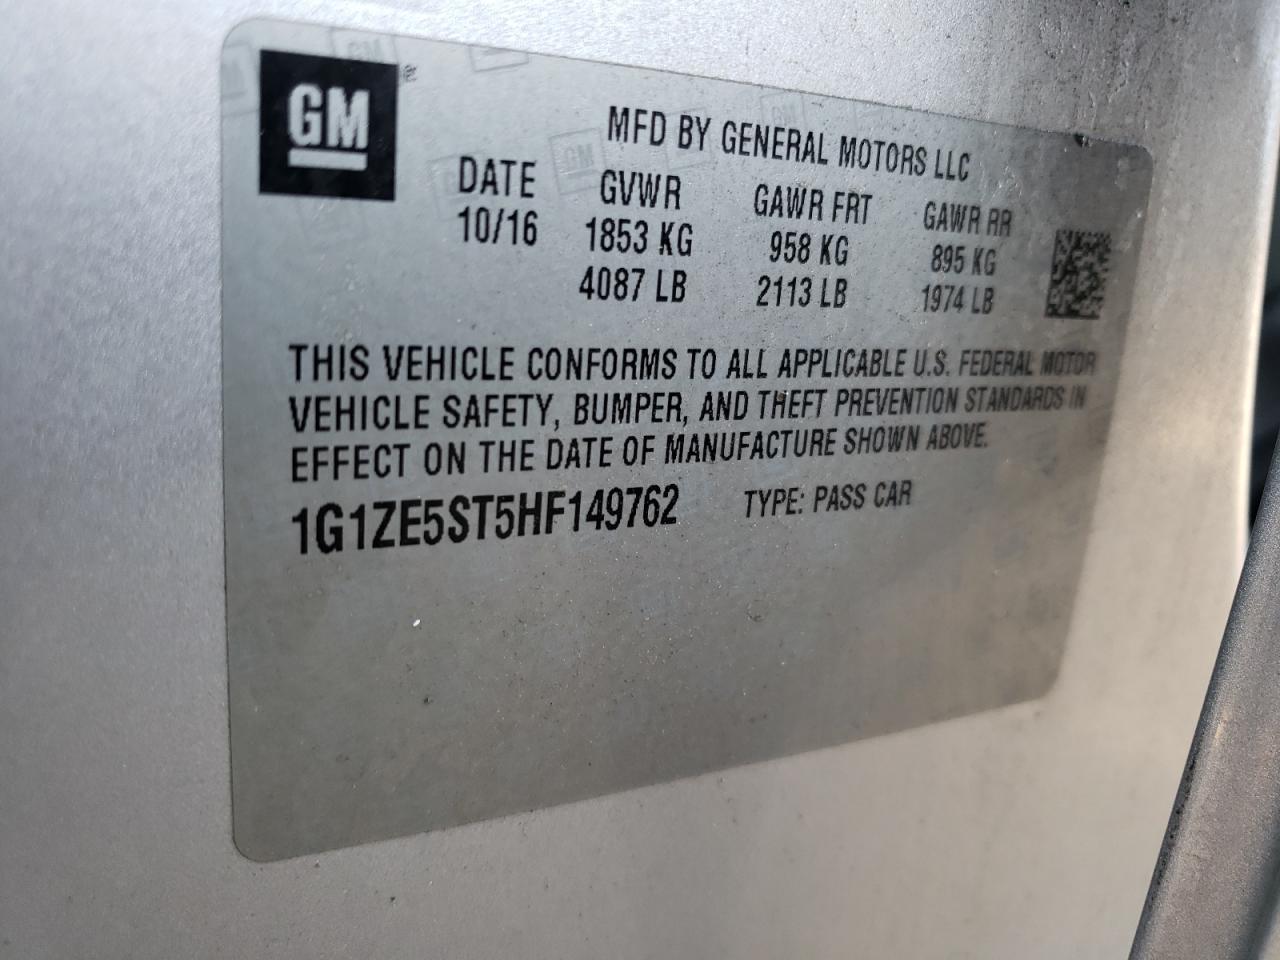 GM
MFD BY GENERAL MOTORS LLC
DATE GVWR GAWR FRT GAWR RR
10/16 1853 KG 958 KG 895 KG
4087 LB 2113 LB 1974 LB
THIS VEHICLE CONFORMS TO ALL APPLICABLE U.S. FEDERAL MOTOR
VEHICLE SAFETY, BUMPER, AND THEFT PREVENTION STANDARDS IN
EFFECT ON THE DATE OF MANUFACTURE SHOWN ABOVE.
1G1ZE5ST5HF149762 TYPE: PASS CAR